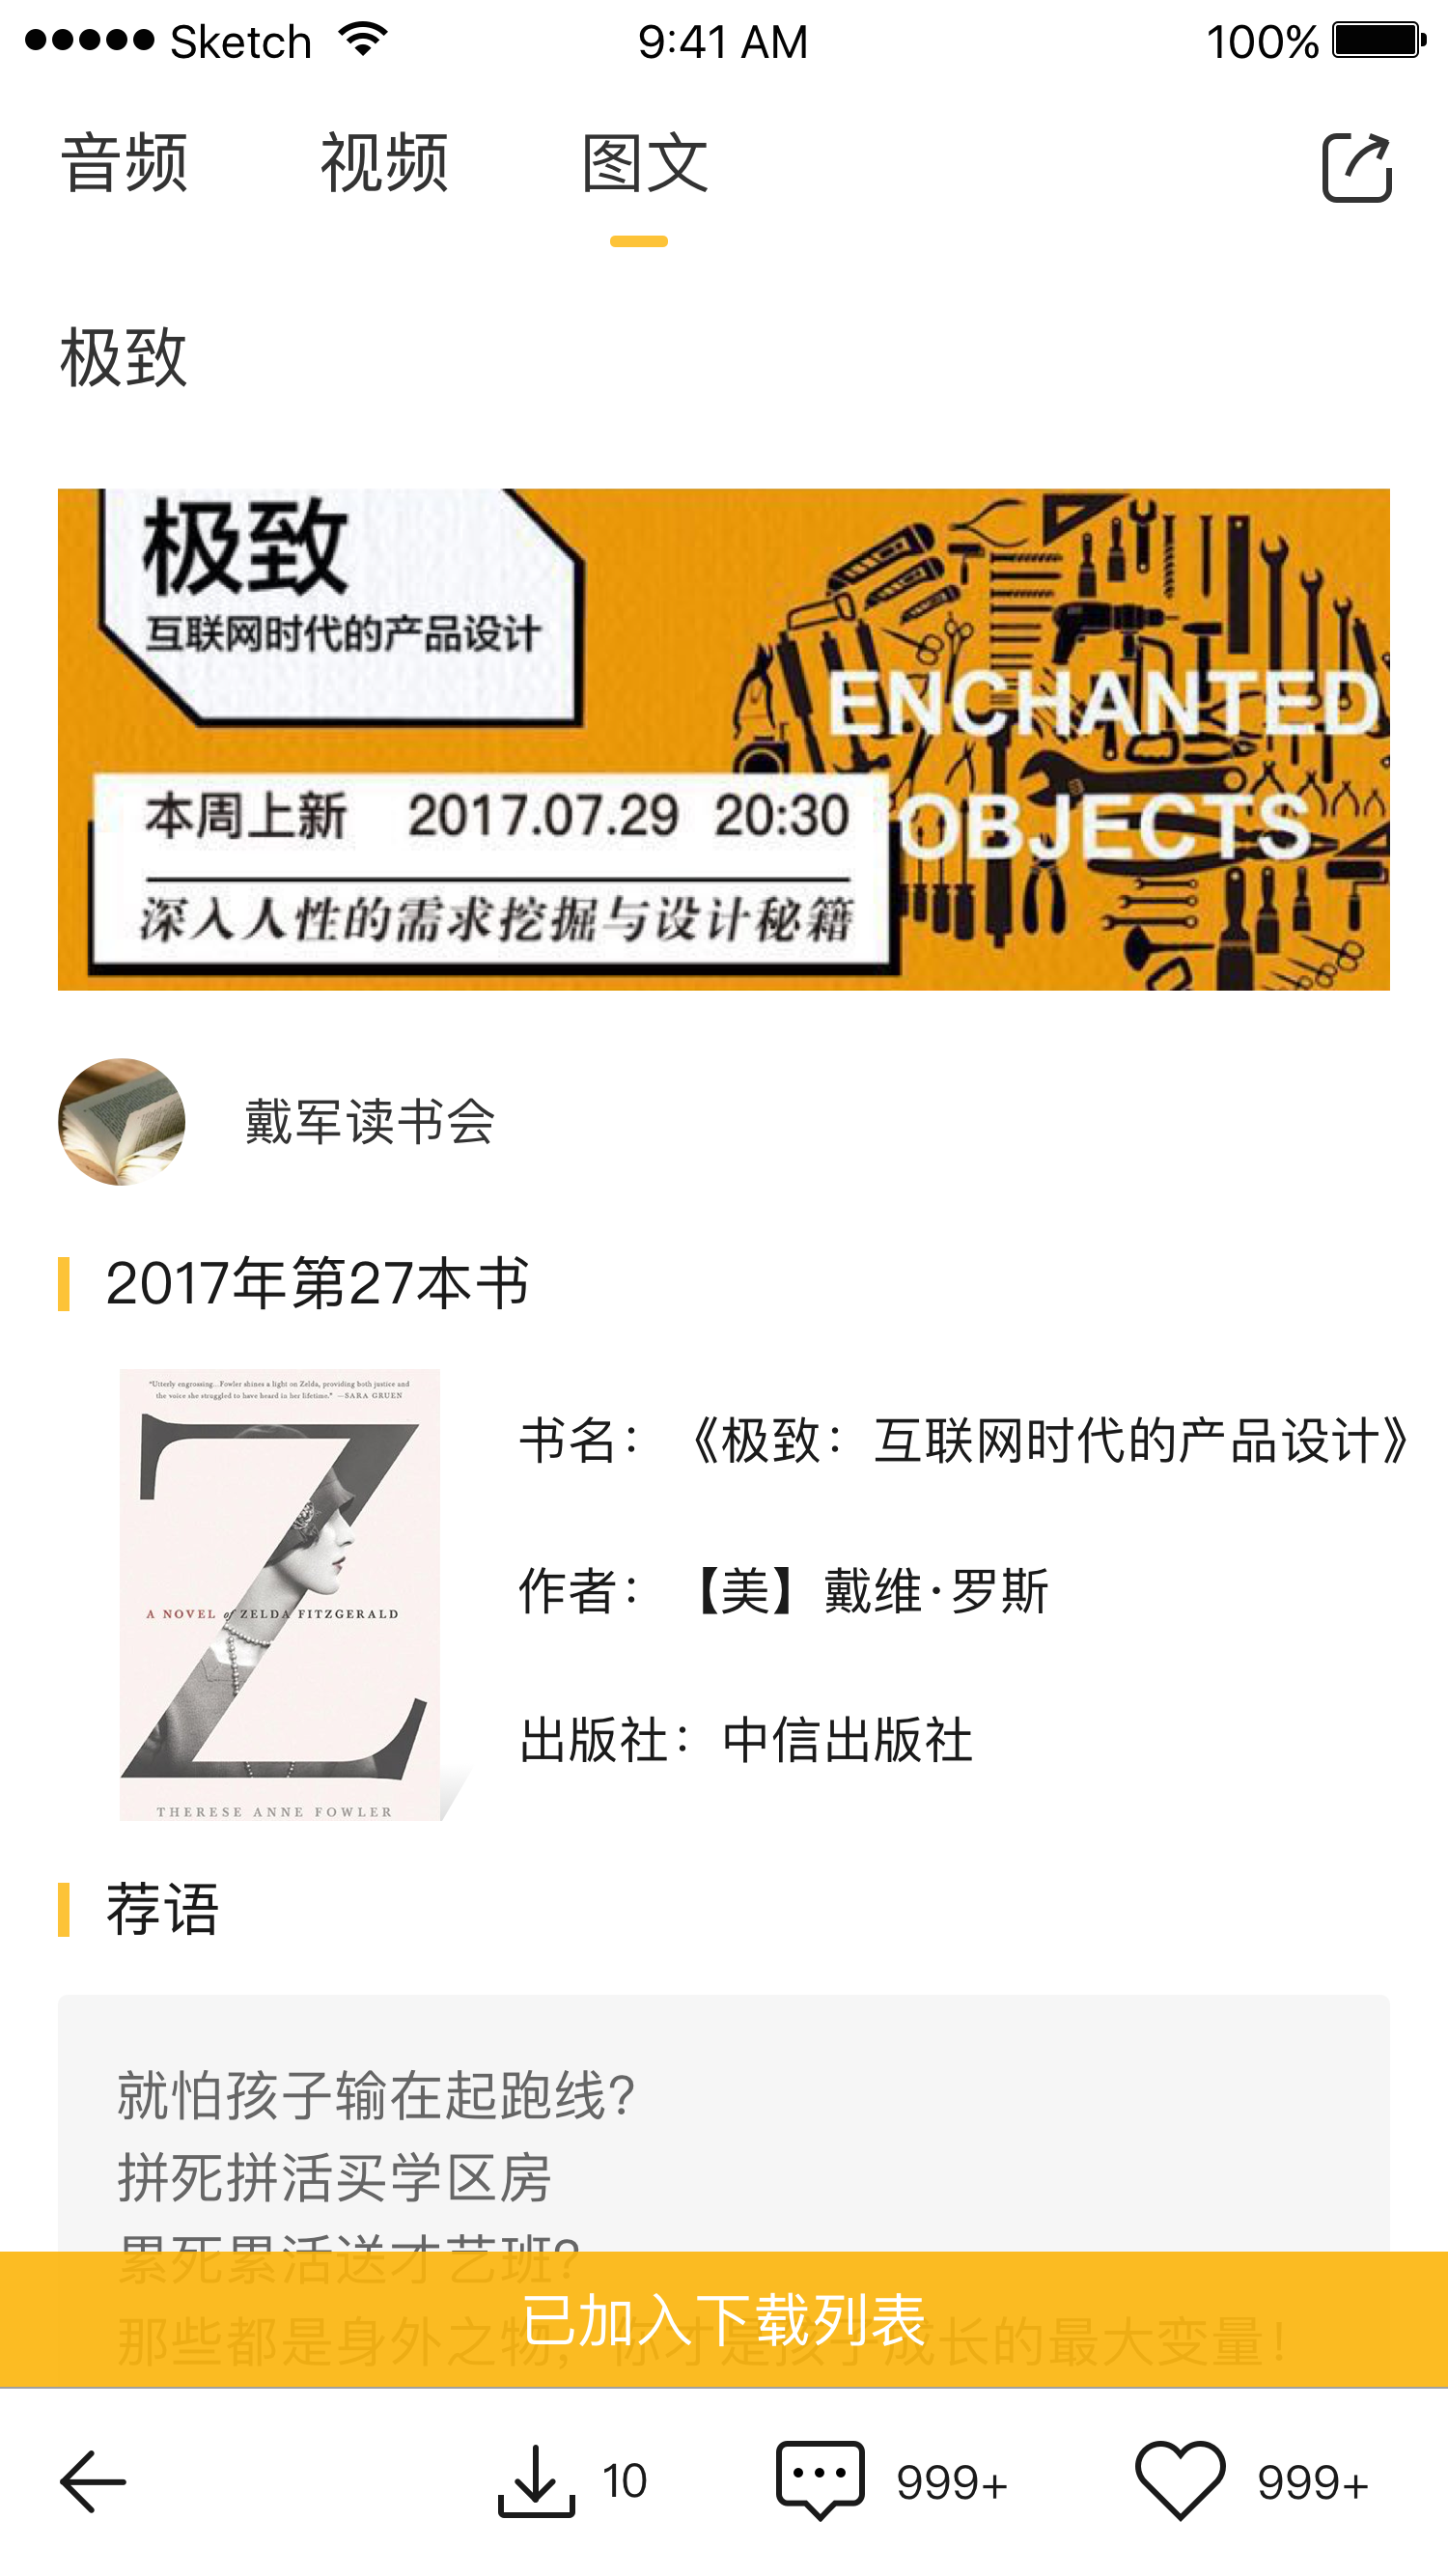 Sketch 9:41 AM 100%
音频 视频 图文
极致
极致
互联网时代的产品设计
ENCHANTED
OBJECTS
本周上新 2017.07.29 20:30
深入人性的需求挖掘与设计秘籍
戴军读书会
2017年第27本书
"Utterly engrossing...Fowler shines a light on Zelda, providing both justice and
the voice she struggled to have heard in her lifetime." —SARA GRUEN
Z
A NOVEL of ZELDA FITZGERALD
THERESE ANNE FOWLER
书名：《极致：互联网时代的产品设计》
作者：【美】戴维·罗斯
出版社：中信出版社
荐语
就怕孩子输在起跑线?
拼死拼活买学区房
累死累活送才艺班?
那些都是身外之物，你才是孩子成长的最大变量！
已加入下载列表
10 999+ 999+